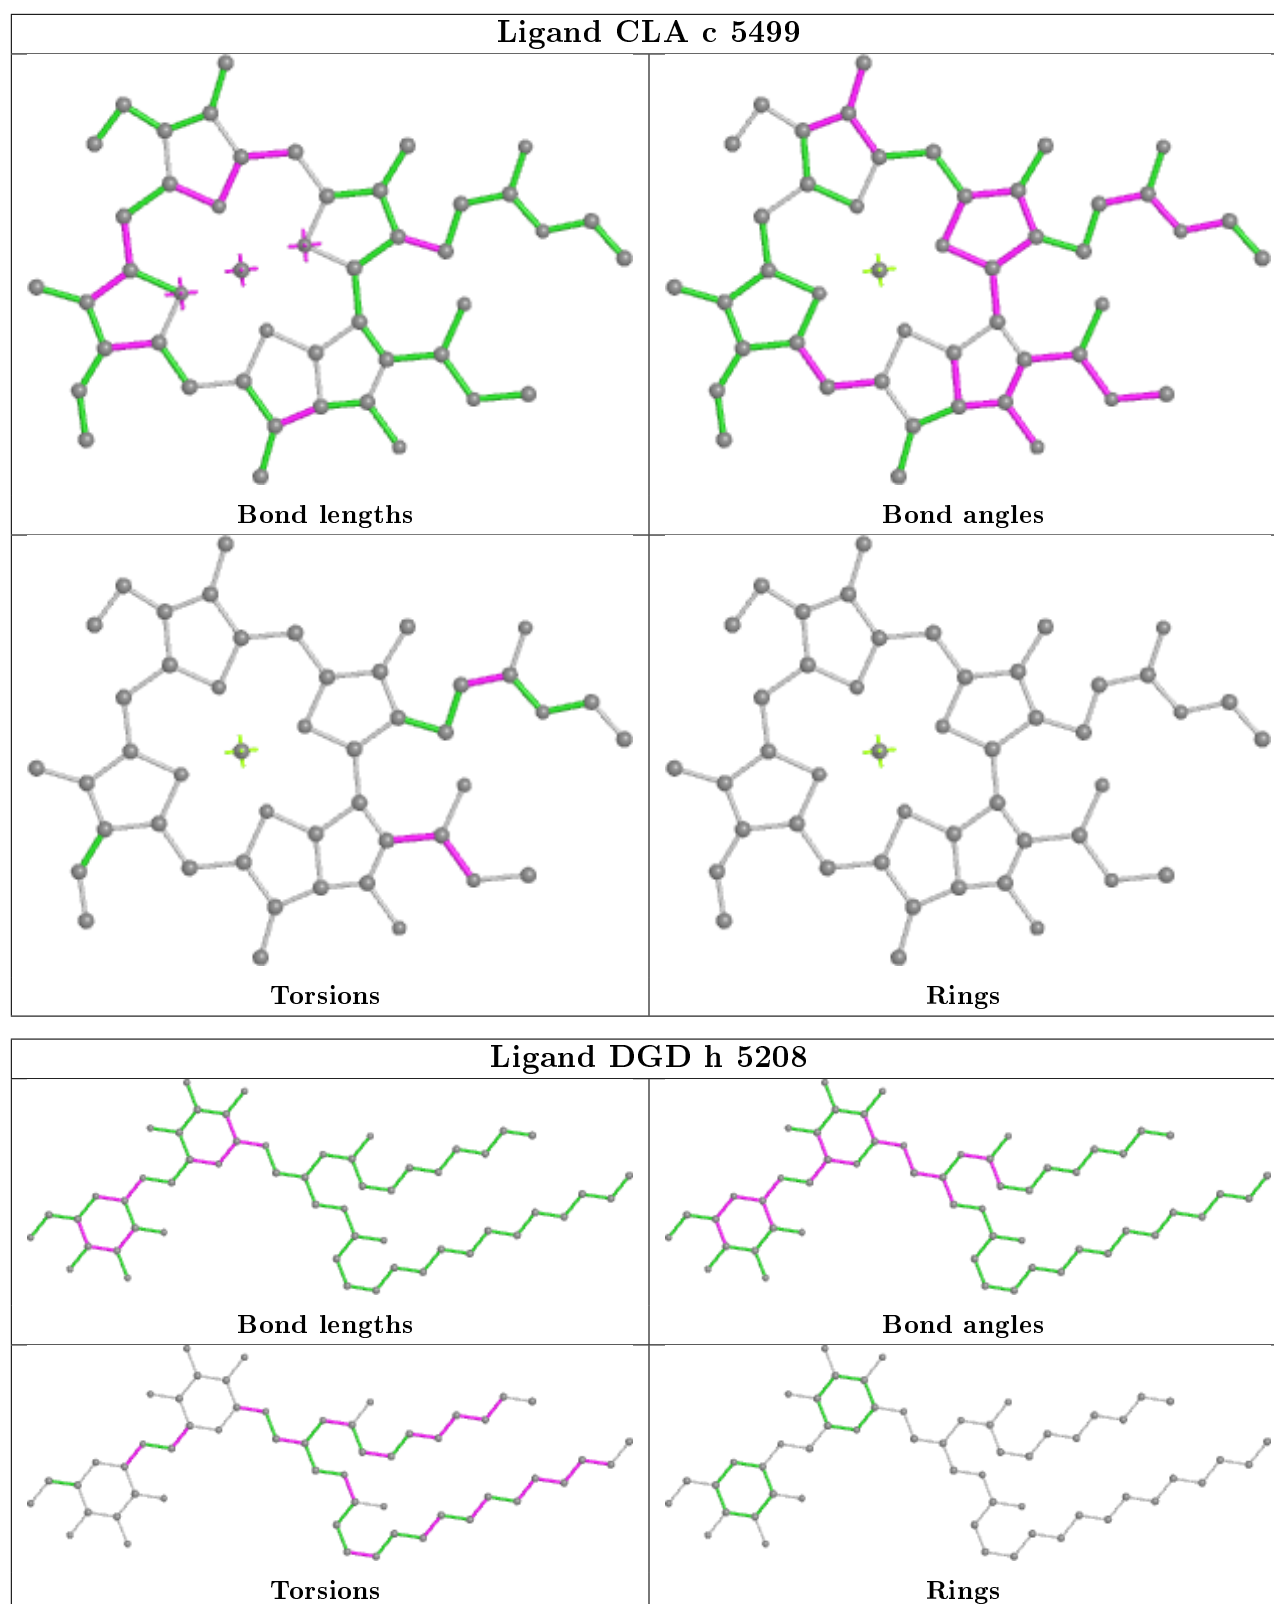 Ligand CLA c 5499
Bond lengths
Bond angles
Torsions
Rings
Ligand DGD h 5208
Bond lengths
Bond angles
Torsions
Rings